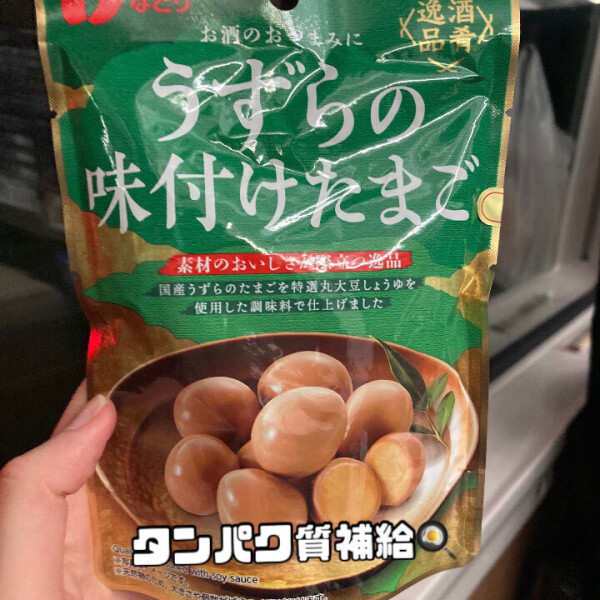 なとり
酒肴
逸品
お酒のおつまみに
うずらの
味付けたまご
素材のおいしさが際立つ逸品
国産うずらのたまごを特選丸大豆しょうゆを
使用した調味料で仕上げました
タンパク質補給
with soy sauce